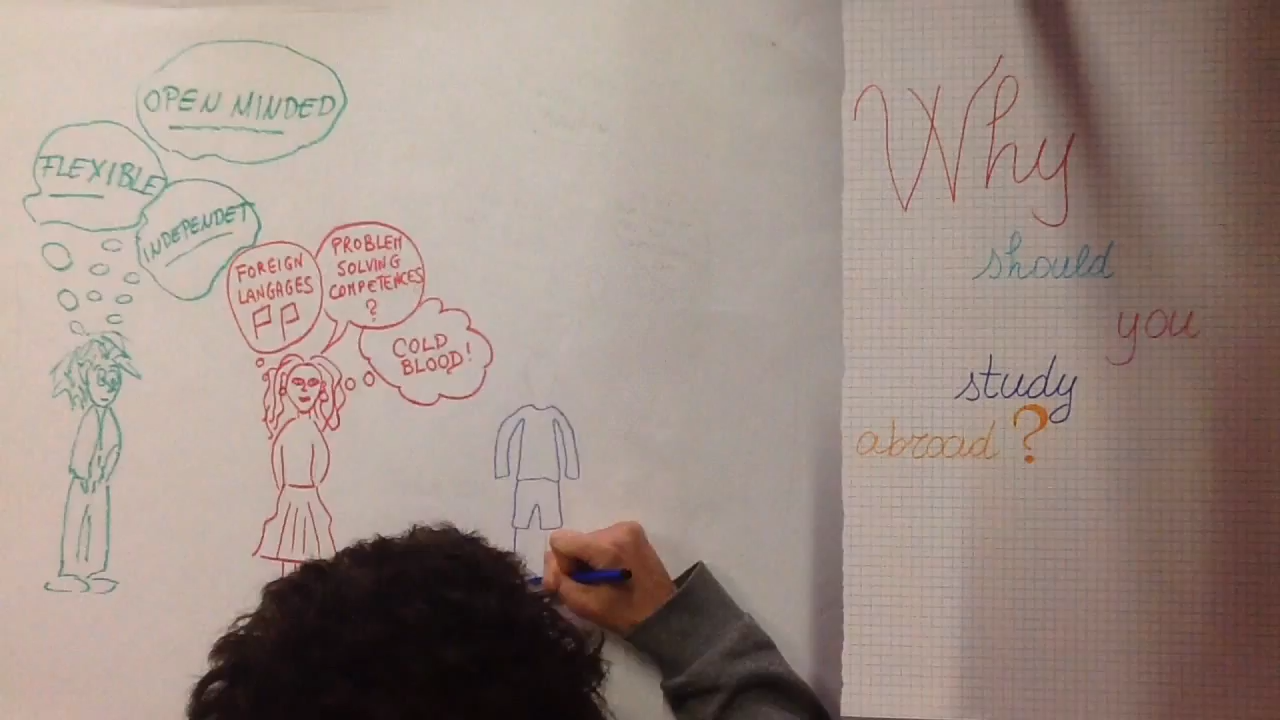 OPEN MINDED
FLEXIBLE
INDEPENDET
FOREIGN
LANGAGES
PROBLEM
SOLVING
COMPETENCES
?
COLD
BLOOD!
Why
should
you
study
abroad?